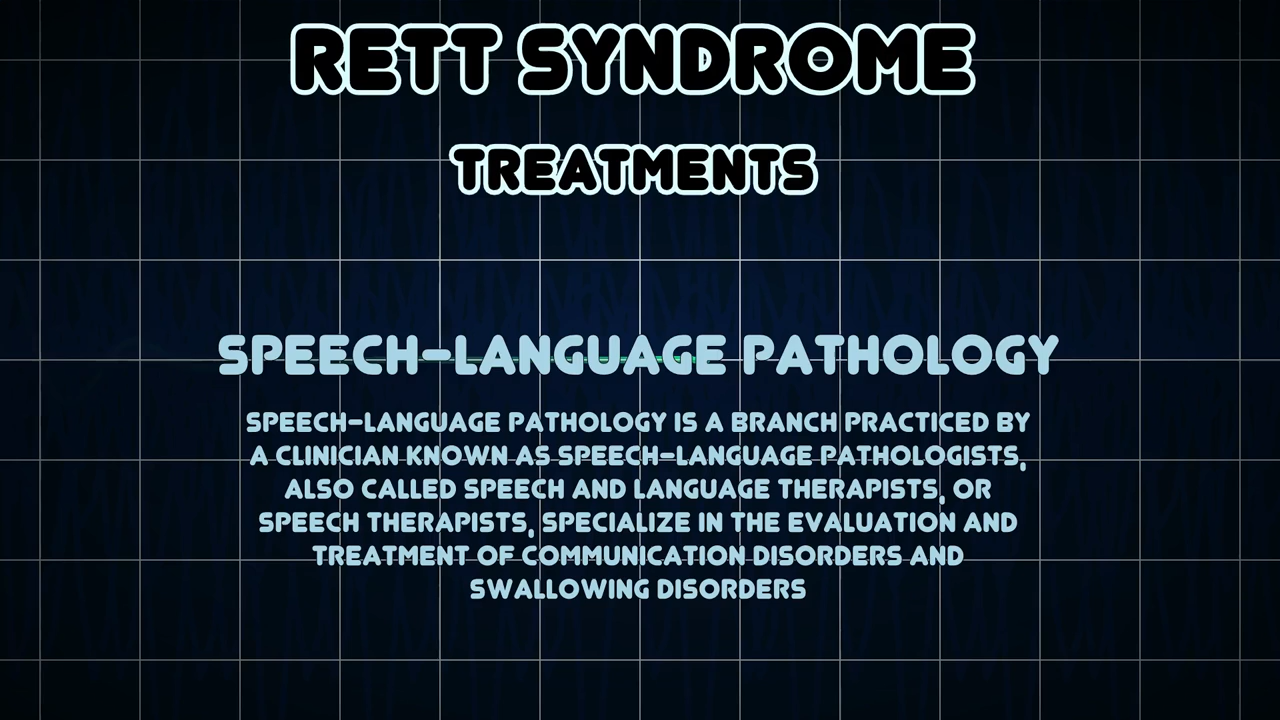 RETT SYNDROME
TREATMENTS
SPEECH-LANGUAGE PATHOLOGY
SPEECH-LANGUAGE PATHOLOGY IS A BRANCH PRACTICED BY
A CLINICIAN KNOWN AS SPEECH-LANGUAGE PATHOLOGISTS,
ALSO CALLED SPEECH AND LANGUAGE THERAPISTS, OR
SPEECH THERAPISTS, SPECIALIZE IN THE EVALUATION AND
TREATMENT OF COMMUNICATION DISORDERS AND
SWALLOWING DISORDERS